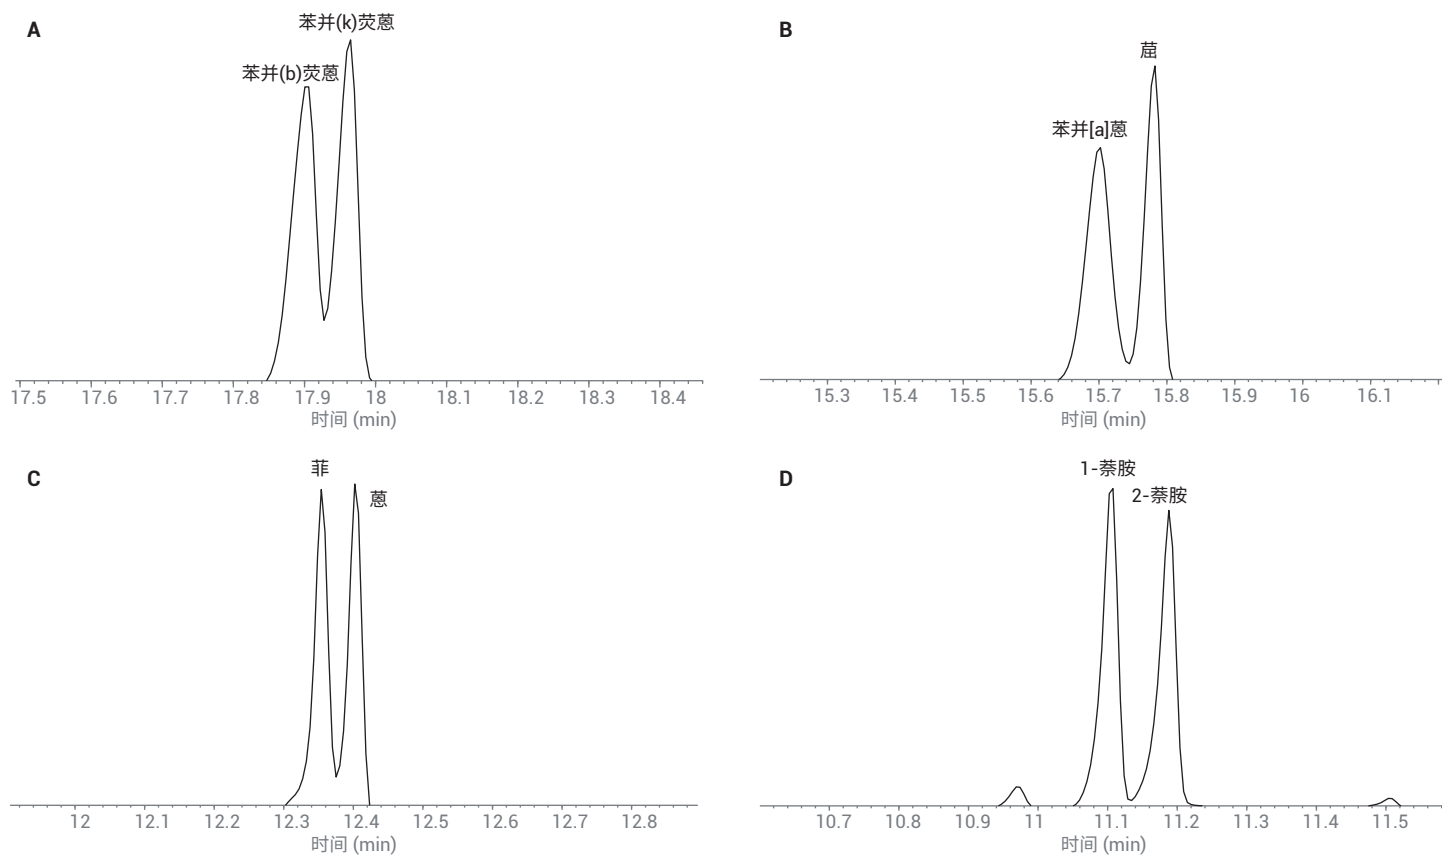 A
苯并(k)荧蒽
苯并(b)荧蒽
17.5 17.6 17.7 17.8 17.9 18 18.1 18.2 18.3 18.4
时间 (min)
B
䓛
苯并[a]蒽
15.3 15.4 15.5 15.6 15.7 15.8 15.9 16 16.1
时间 (min)
C
菲
蒽
12 12.1 12.2 12.3 12.4 12.5 12.6 12.7 12.8
时间 (min)
D
1-萘胺
2-萘胺
10.7 10.8 10.9 11 11.1 11.2 11.3 11.4 11.5
时间 (min)